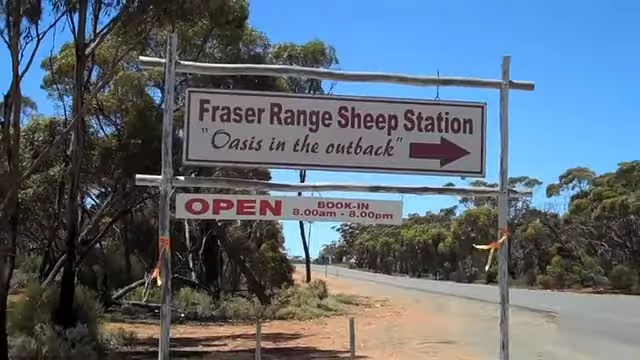 Fraser Range Sheep Station
"Oasis in the outback"
OPEN BOOK-IN
8.00am - 8.00pm